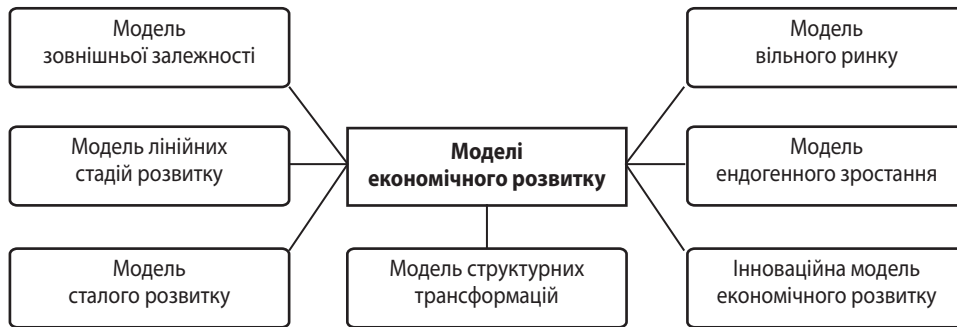 Модель
зовнішньої залежності
Модель
вільного ринку
Модель лінійних
стадій розвитку
Моделі
економічного розвитку
Модель
ендогенного зростання
Модель
сталого розвитку
Модель структурних
трансформацій
Інноваційна модель
економічного розвитку